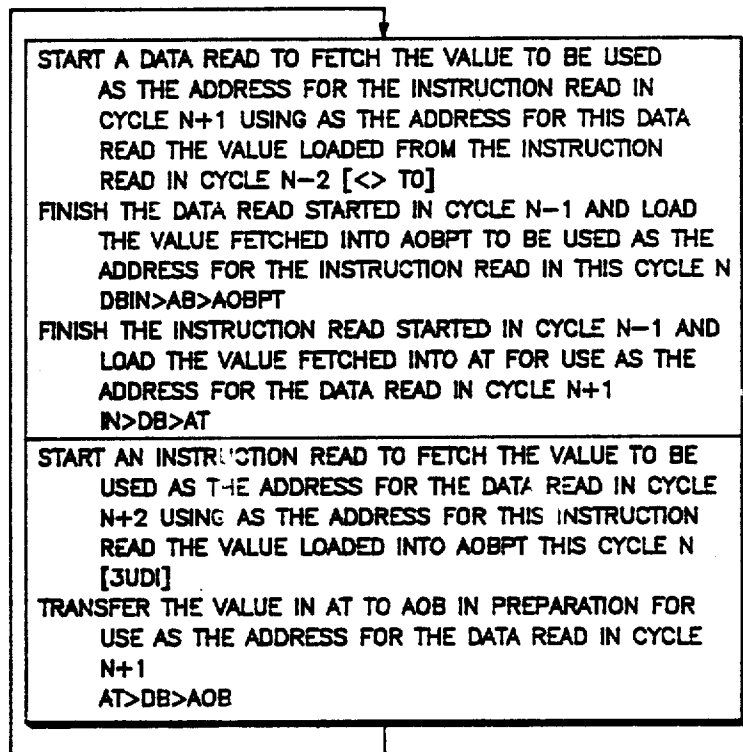 START A DATA READ TO FETCH THE VALUE TO BE USED
AS THE ADDRESS FOR THE INSTRUCTION READ IN
CYCLE N+1 USING AS THE ADDRESS FOR THIS DATA
READ THE VALUE LOADED FROM THE INSTRUCTION
READ IN CYCLE N-2 [<> T0]
FINISH THE DATA READ STARTED IN CYCLE N-1 AND LOAD
THE VALUE FETCHED INTO AOBPT TO BE USED AS THE
ADDRESS FOR THE INSTRUCTION READ IN THIS CYCLE N
DBIN>AB>AOBPT
FINISH THE INSTRUCTION READ STARTED IN CYCLE N-1 AND
LOAD THE VALUE FETCHED INTO AT FOR USE AS THE
ADDRESS FOR THE DATA READ IN CYCLE N+1
IN>DB>AT
START AN INSTRUCTION READ TO FETCH THE VALUE TO BE
USED AS THE ADDRESS FOR THE DATA READ IN CYCLE
N+2 USING AS THE ADDRESS FOR THIS INSTRUCTION
READ THE VALUE LOADED INTO AOBPT THIS CYCLE N
[3UDI]
TRANSFER THE VALUE IN AT TO AOB IN PREPARATION FOR
USE AS THE ADDRESS FOR THE DATA READ IN CYCLE
N+1
AT>DB>AOB